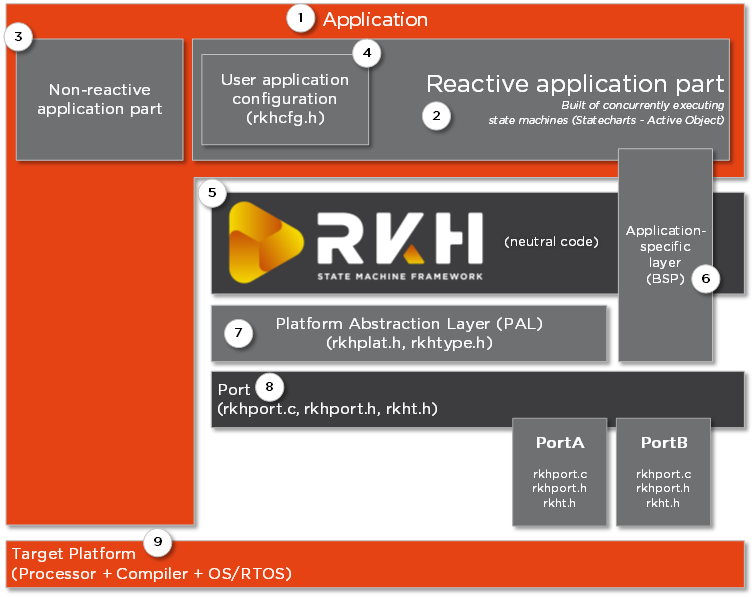 1 Application
3
4
Non-reactive
application part
User application
configuration
(rkhcfg.h)
Reactive application part
2
Built of concurrently executing
state machines (Statecharts - Active Object)
5
RKH
STATE MACHINE FRAMEWORK
(neutral code)
Application-
specific
layer
(BSP)
6
7
Platform Abstraction Layer (PAL)
(rkhplat.h, rkhtype.h)
Port 8
(rkhport.c, rkhport.h, rkht.h)
PortA
rkhport.c
rkhport.h
rkht.h
PortB
rkhport.c
rkhport.h
rkht.h
9
Target Platform
(Processor + Compiler + OS/RTOS)